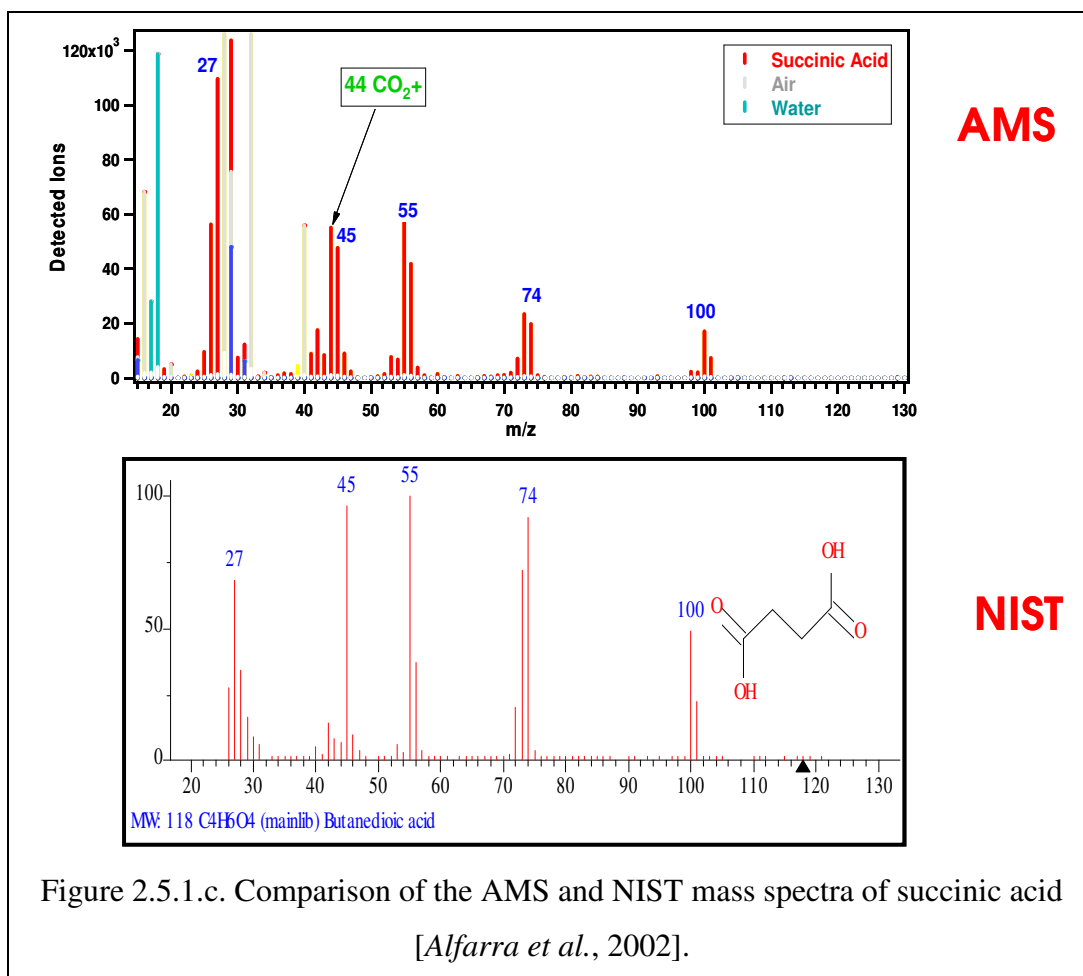 120x10³
100
80
60
40
20
0
Detected Ions
27
44 CO₂+
45
55
74
100
Succinic Acid
Air
Water
AMS
20 30 40 50 60 70 80 90 100 110 120 130
m/z
100
50
0
27
45
55
74
100
O
OH
OH
O
NIST
20 30 40 50 60 70 80 90 100 110 120 130
MW: 118 C4H6O4 (mainlib) Butanedioic acid
Figure 2.5.1.c. Comparison of the AMS and NIST mass spectra of succinic acid
[Alfarra et al., 2002].